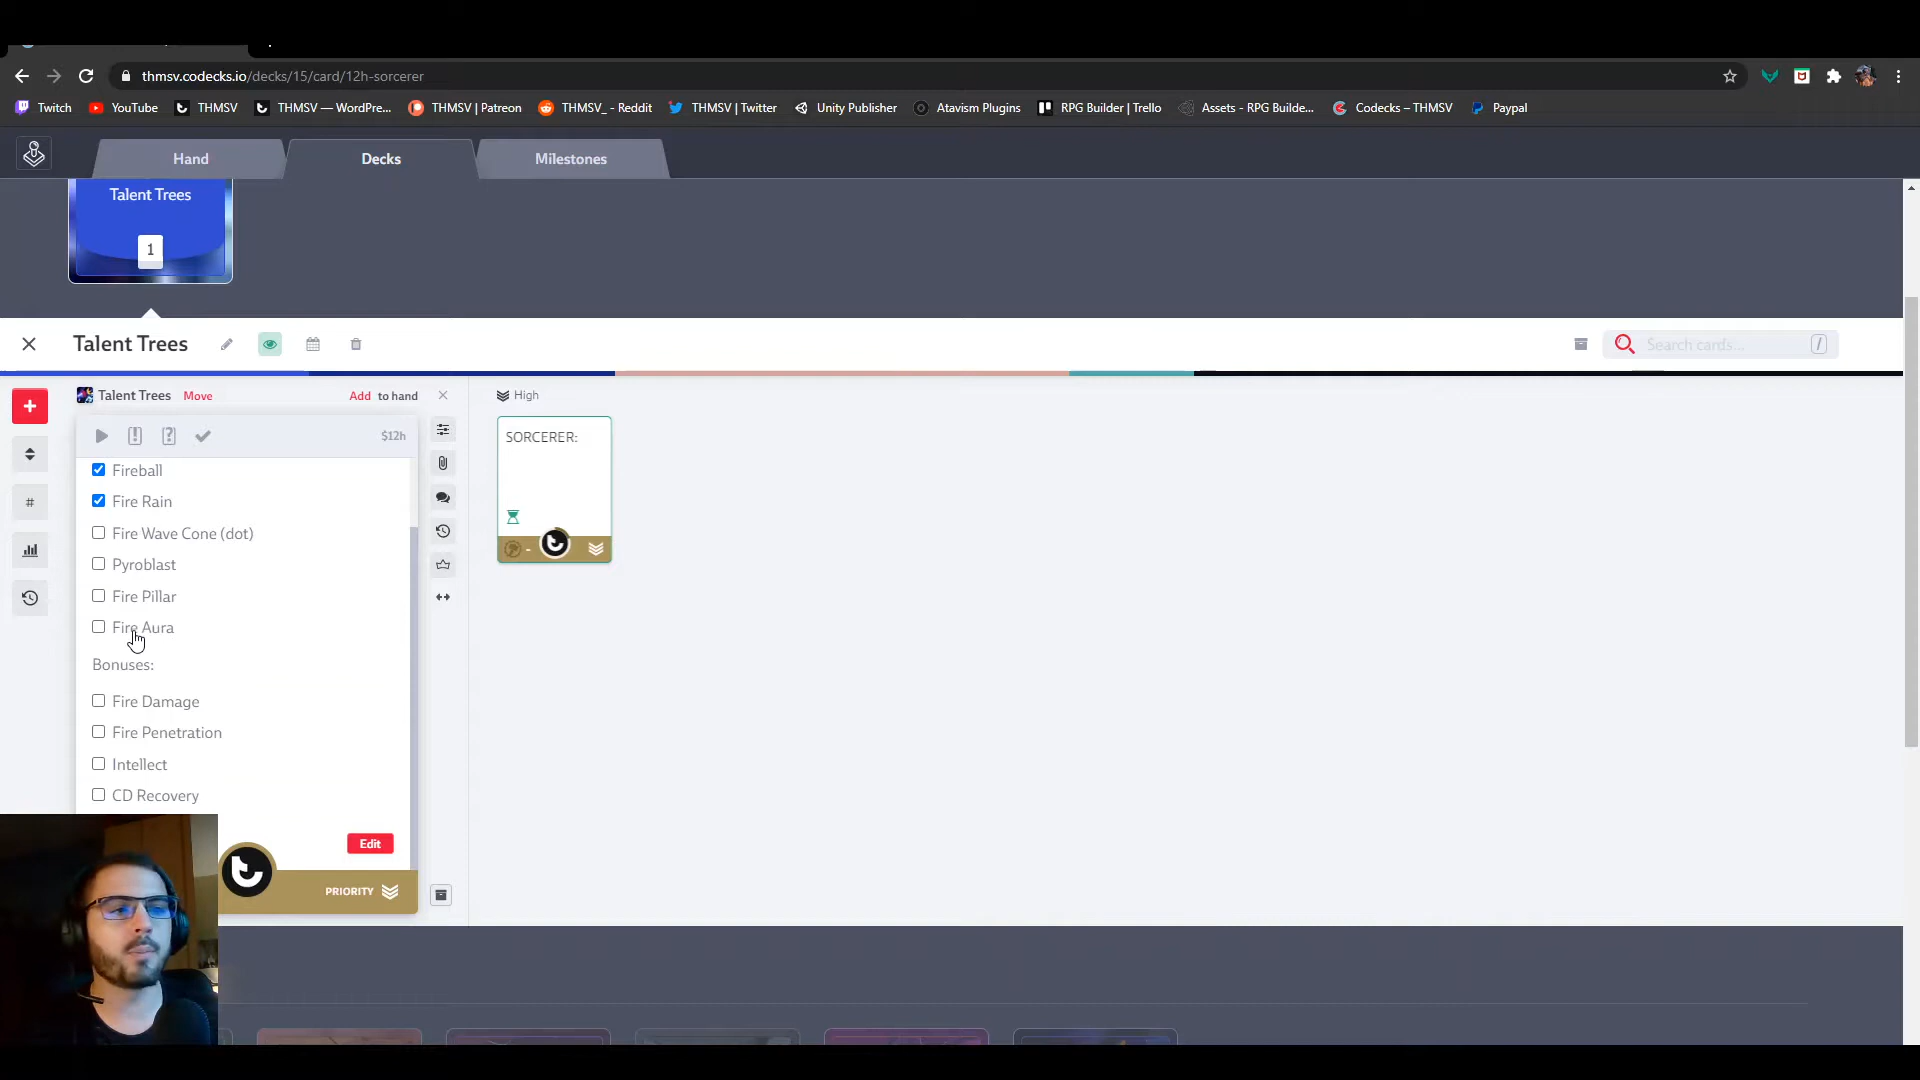 thmsv.codecks.io/decks/15/card/12h-sorcerer
Twitch
YouTube
THMSV
THMSV — WordPre...
THMSV | Patreon
THMSV_ - Reddit
THMSV | Twitter
Unity Publisher
Atavism Plugins
RPG Builder | Trello
Assets - RPG Builde...
Codecks – THMSV
Paypal
Hand
Decks
Milestones
Talent Trees
1
Talent Trees
Search cards...
/
Talent Trees Move
Add to hand
High
$12h
SORCERER:
Fireball
Fire Rain
Fire Wave Cone (dot)
Pyroblast
Fire Pillar
Fire Aura
Bonuses:
Fire Damage
Fire Penetration
Intellect
CD Recovery
Edit
PRIORITY